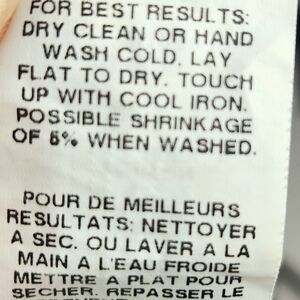 FOR BEST RESULTS:
DRY CLEAN OR HAND
WASH COLD. LAY
FLAT TO DRY. TOUCH
UP WITH COOL IRON.
POSSIBLE SHRINKAGE
OF 5% WHEN WASHED.
POUR DE MEILLEURS
RESULTATS: NETTOYER
A SEC. OU LAVER A LA
MAIN A L'EAU FROIDE
METTRE A PLAT POUR
SECHER. REPASSER LE